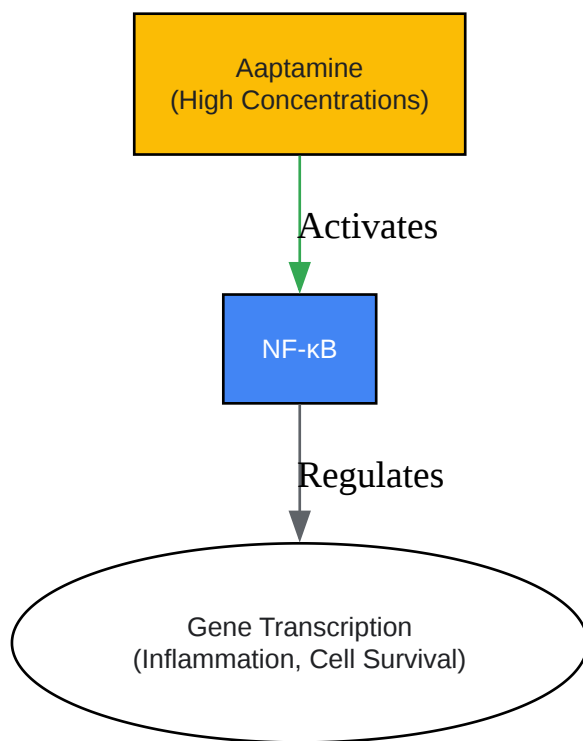 Aaptamine
(High Concentrations)
Activates
NF-κB
Regulates
Gene Transcription
(Inflammation, Cell Survival)